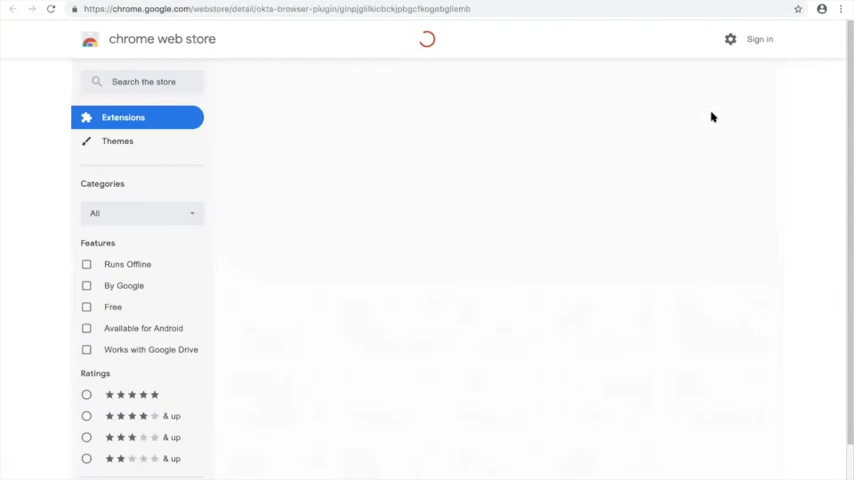 https://chrome.google.com/webstore/detail/okta-browser-plugin/glnpjglilkicbckjpbgcfkogebgllemb
chrome web store
Sign in
Search the store
Extensions
Themes
Categories
All
Features
Runs Offline
By Google
Free
Available for Android
Works with Google Drive
Ratings
& up
& up
& up